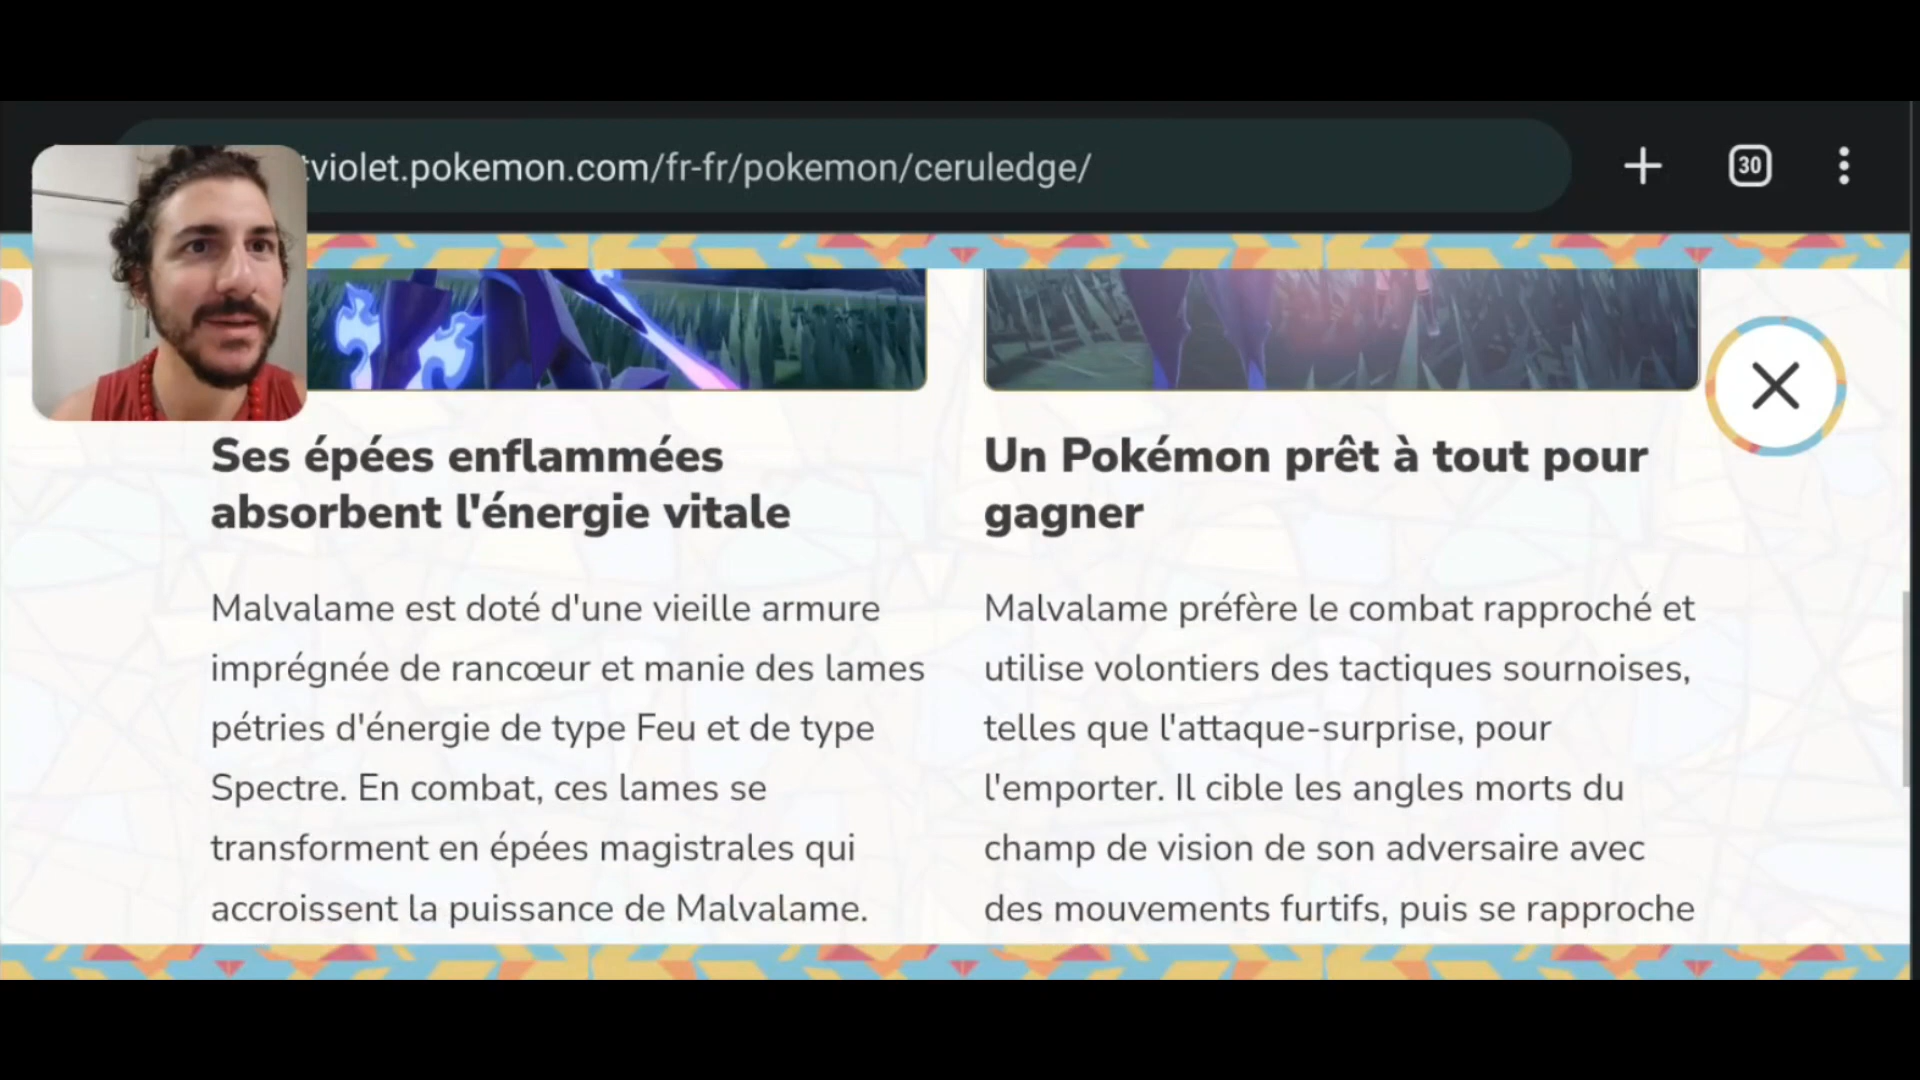 tviolet.pokemon.com/fr-fr/pokemon/ceruledge/
30
Ses épées enflammées
absorbent l'énergie vitale
Malvalame est doté d'une vieille armure
imprégnée de rancœur et manie des lames
pétries d'énergie de type Feu et de type
Spectre. En combat, ces lames se
transforment en épées magistrales qui
accroissent la puissance de Malvalame.
Un Pokémon prêt à tout pour
gagner
Malvalame préfère le combat rapproché et
utilise volontiers des tactiques sournoises,
telles que l'attaque-surprise, pour
l'emporter. Il cible les angles morts du
champ de vision de son adversaire avec
des mouvements furtifs, puis se rapproche